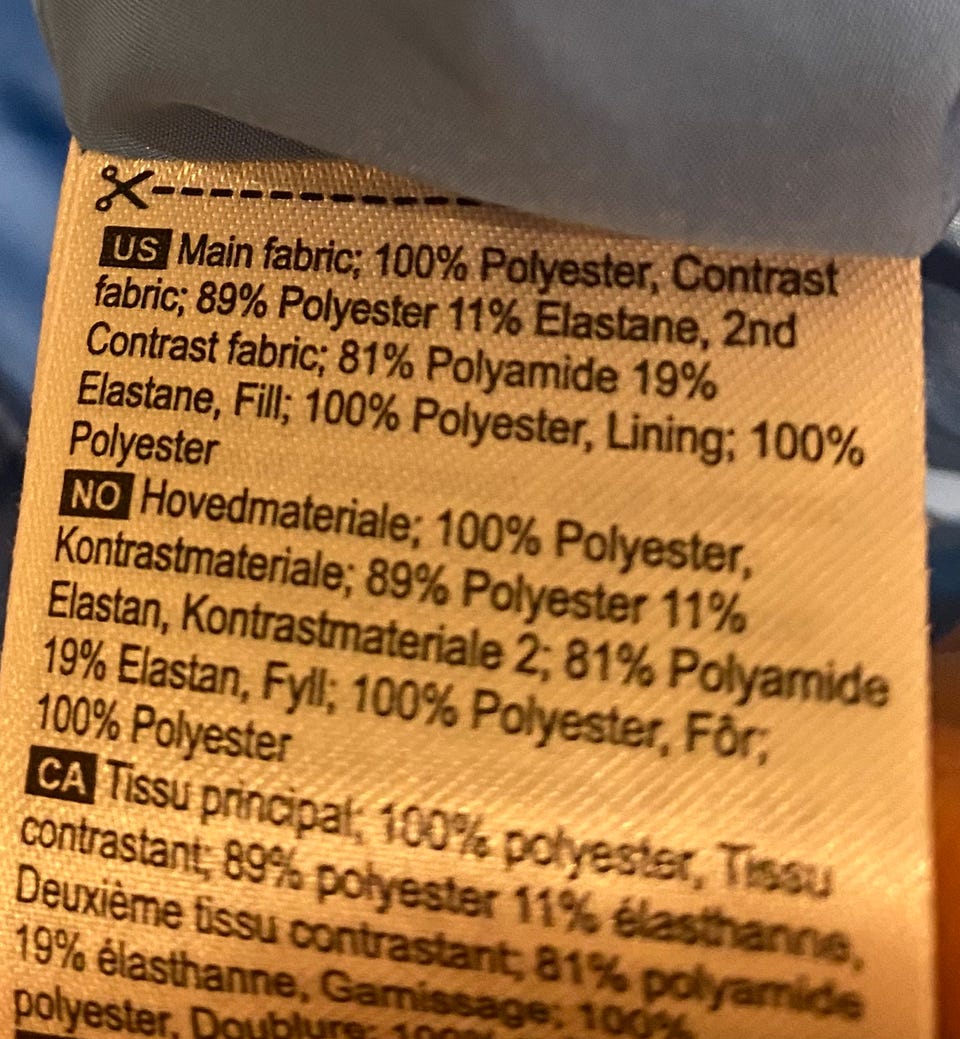 US Main fabric; 100% Polyester, Contrast
fabric; 89% Polyester 11% Elastane, 2nd
Contrast fabric; 81% Polyamide 19%
Elastane, Fill; 100% Polyester, Lining; 100%
Polyester
NO Hovedmateriale; 100% Polyester,
Kontrastmateriale; 89% Polyester 11%
Elastan, Kontrastmateriale 2; 81% Polyamide
19% Elastan, Fyll; 100% Polyester, Fôr;
100% Polyester
CA Tissu principal; 100% polyester, Tissu
contrastant; 89% polyester 11% élasthanne,
Deuxième tissu contrastant; 81% polyamide
19% élasthanne, Garnissage; 100%
polyester, Doublure; 100%